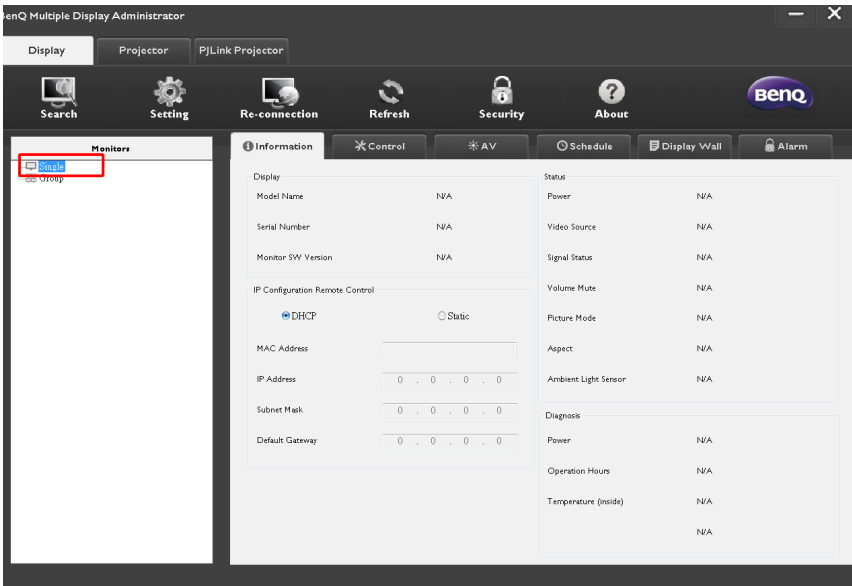 BenQ Multiple Display Administrator
Display Projector PJLink Projector
Search Setting Re-connection Refresh Security About BenQ
Monitors
Single
Group
Information Control AV Schedule Display Wall Alarm
Display
Model Name N/A
Serial Number N/A
Monitor SW Version N/A
IP Configuration Remote Control
DHCP Static
MAC Address
IP Address 0 . 0 . 0 . 0
Subnet Mask 0 . 0 . 0 . 0
Default Gateway 0 . 0 . 0 . 0
Status
Power N/A
Video Source N/A
Signal Status N/A
Volume Mute N/A
Picture Mode N/A
Aspect N/A
Ambient Light Sensor N/A
Diagnosis
Power N/A
Operation Hours N/A
Temperature (inside) N/A
N/A